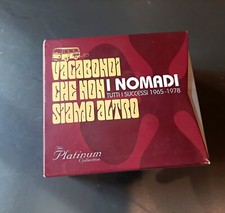 VAGABONDI
CHE NON
SIAMO ALTRO
I NOMADI
TUTTI I SUCCESSI 1965-1978
The
Platinum
Collection